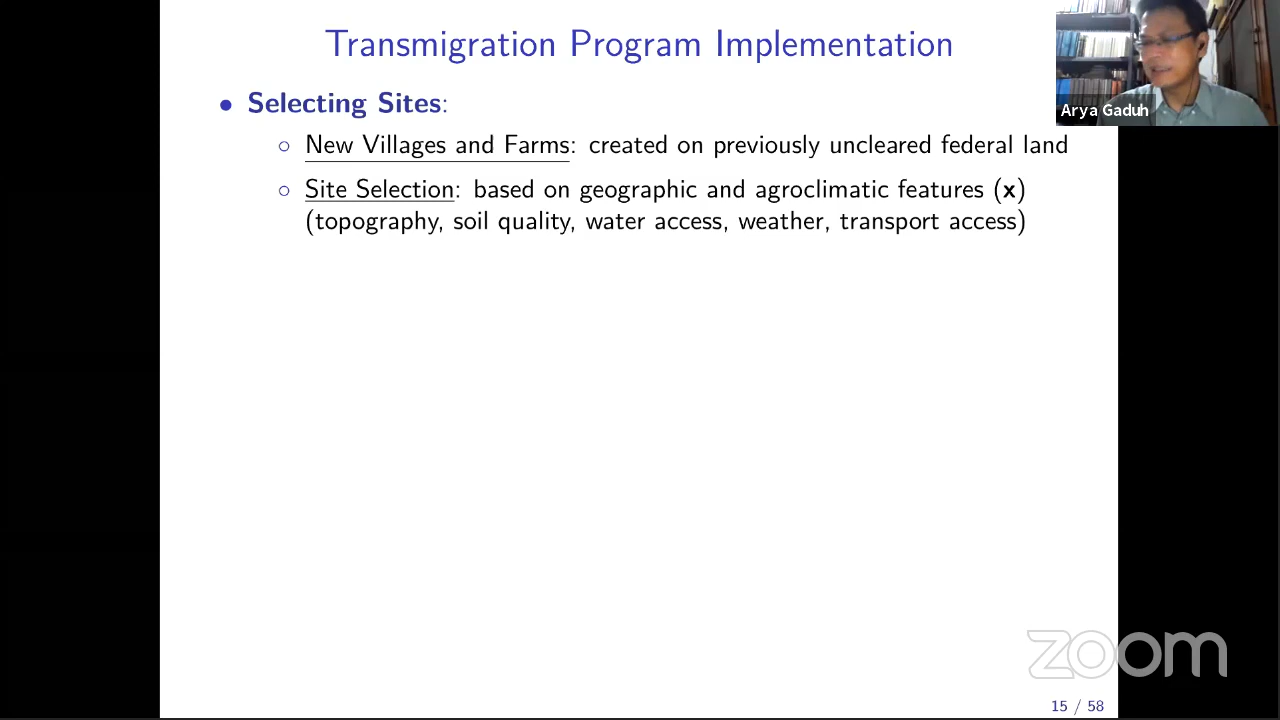 Transmigration Program Implementation
Arya Gaduh
• Selecting Sites:
◦ New Villages and Farms: created on previously uncleared federal land
◦ Site Selection: based on geographic and agroclimatic features (x)
(topography, soil quality, water access, weather, transport access)
zoom
15 / 58